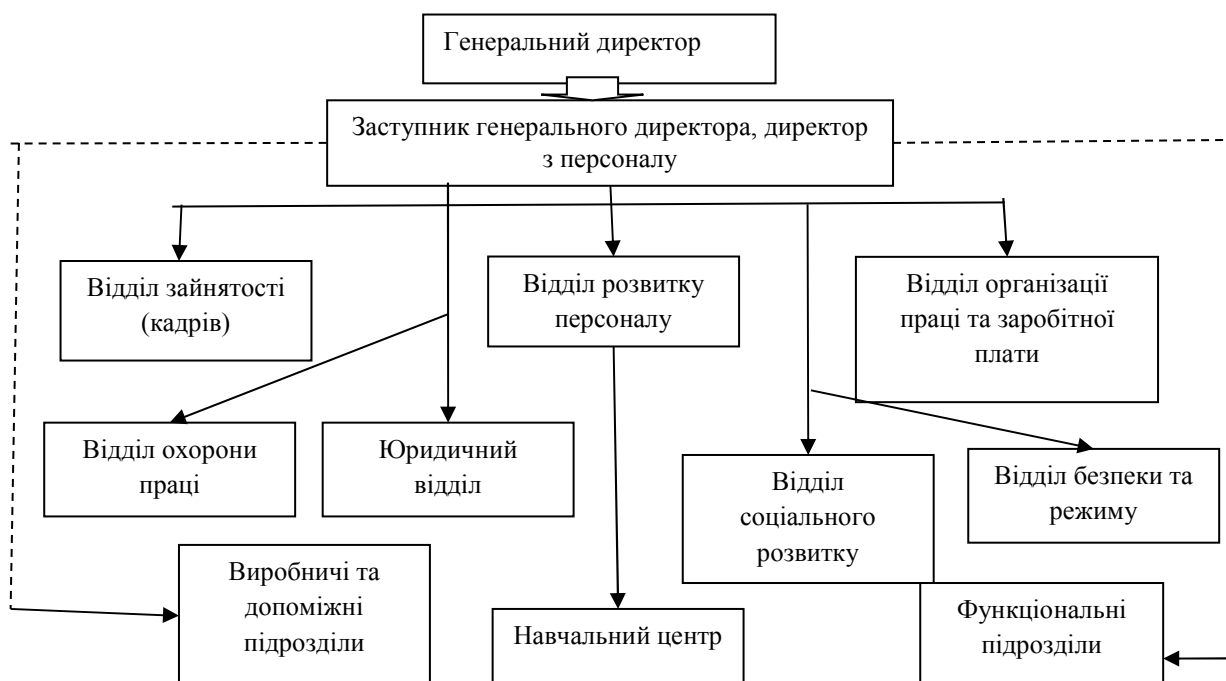 Генеральний директор
Заступник генерального директора, директор
з персоналу
Відділ зайнятості
(кадрів)
Відділ розвитку
персоналу
Відділ організації
праці та заробітної
плати
Відділ охорони
праці
Юридичний
відділ
Відділ
соціального
розвитку
Відділ безпеки та
режиму
Виробничі та
допоміжні
підрозділи
Навчальний центр
Функціональні
підрозділи